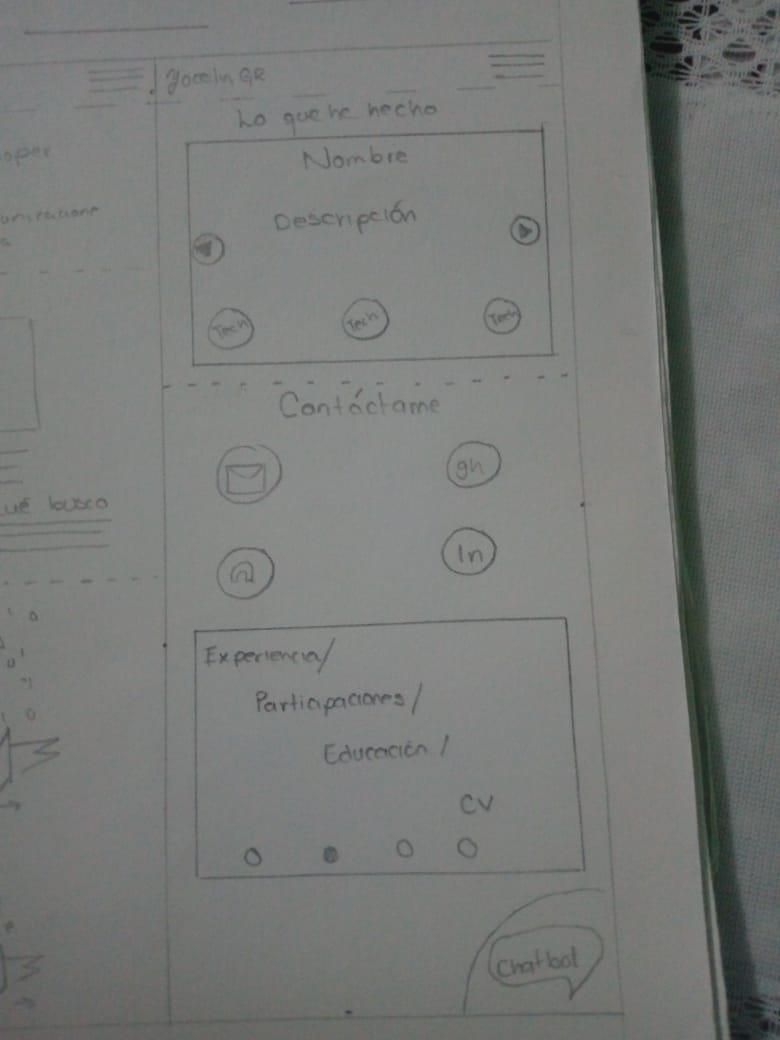 Jocelin GR
Lo que he hecho
Nombre
Descripción
Tech
Tech
Tech
Contáctame
gh
in
Experiencia/
Participaciones/
Educación/
CV
Chatbot
oper
ué busco